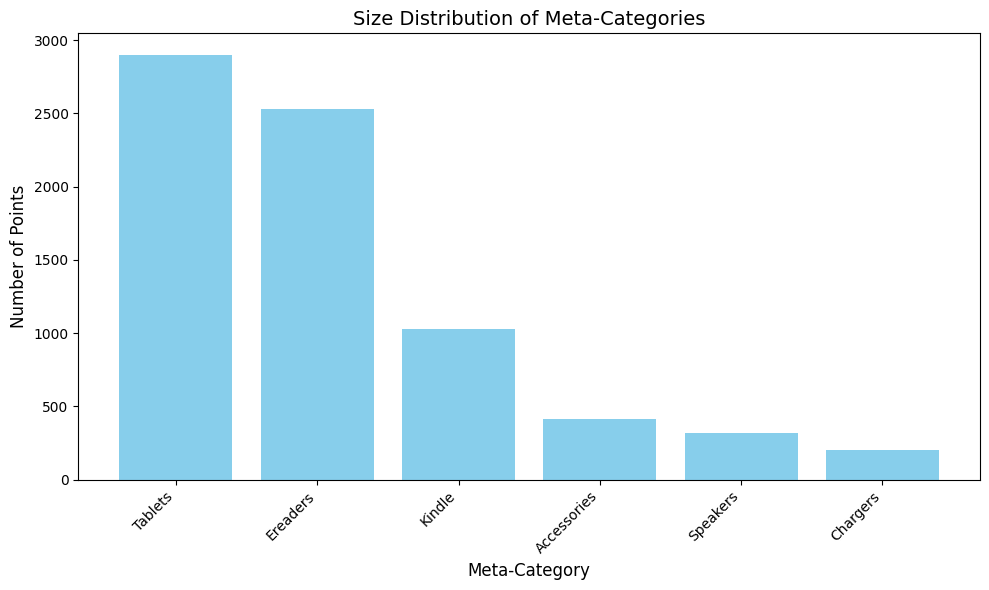 Size Distribution of Meta-Categories
Number of Points
3000
2500
2000
1500
1000
500
0
Tablets
Ereaders
Kindle
Accessories
Speakers
Chargers
Meta-Category